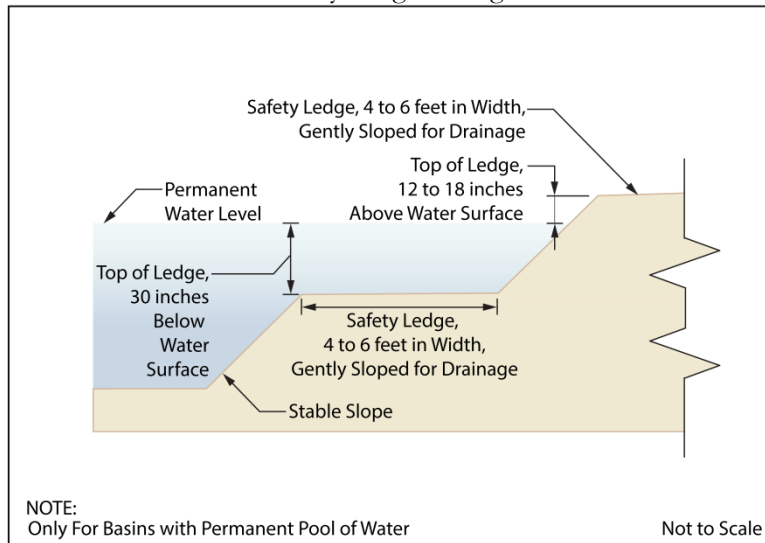 Safety Ledge, 4 to 6 feet in Width,
Gently Sloped for Drainage
Top of Ledge,
12 to 18 inches
Above Water Surface
Permanent
Water Level
Top of Ledge,
30 inches
Below
Water
Surface
Safety Ledge,
4 to 6 feet in Width,
Gently Sloped for Drainage
Stable Slope
NOTE:
Only For Basins with Permanent Pool of Water
Not to Scale